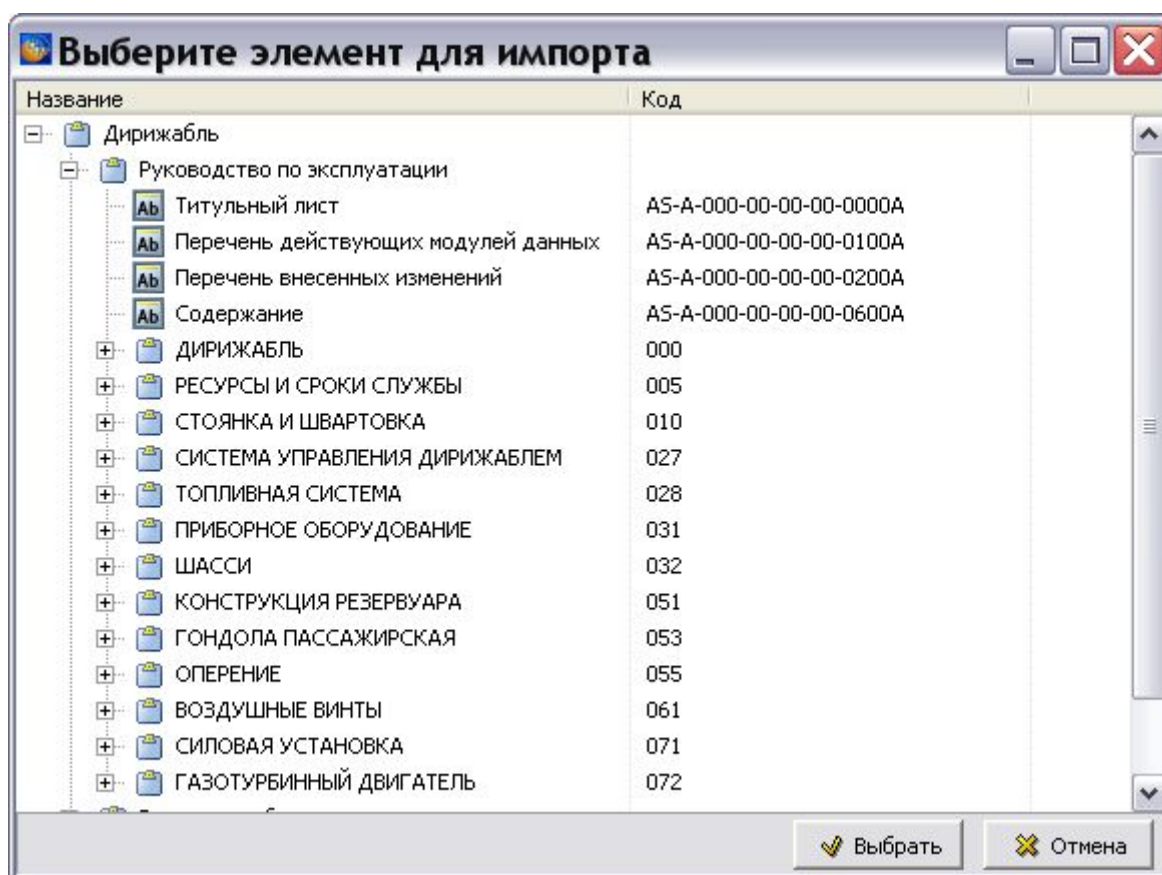 Выберите элемент для импорта
Название Код
Дирижабль
Руководство по эксплуатации
Ab Титульный лист AS-A-000-00-00-00-0000A
Ab Перечень действующих модулей данных AS-A-000-00-00-00-0100A
Ab Перечень внесенных изменений AS-A-000-00-00-00-0200A
Ab Содержание AS-A-000-00-00-00-0600A
ДИРИЖАБЛЬ 000
РЕСУРСЫ И СРОКИ СЛУЖБЫ 005
СТОЯНКА И ШВАРТОВКА 010
СИСТЕМА УПРАВЛЕНИЯ ДИРИЖАБЛЕМ 027
ТОПЛИВНАЯ СИСТЕМА 028
ПРИБОРНОЕ ОБОРУДОВАНИЕ 031
ШАССИ 032
КОНСТРУКЦИЯ РЕЗЕРВУАРА 051
ГОНДОЛА ПАССАЖИРСКАЯ 053
ОПЕРЕНИЕ 055
ВОЗДУШНЫЕ ВИНТЫ 061
СИЛОВАЯ УСТАНОВКА 071
ГАЗОТУРБИННЫЙ ДВИГАТЕЛЬ 072
Выбрать Отмена